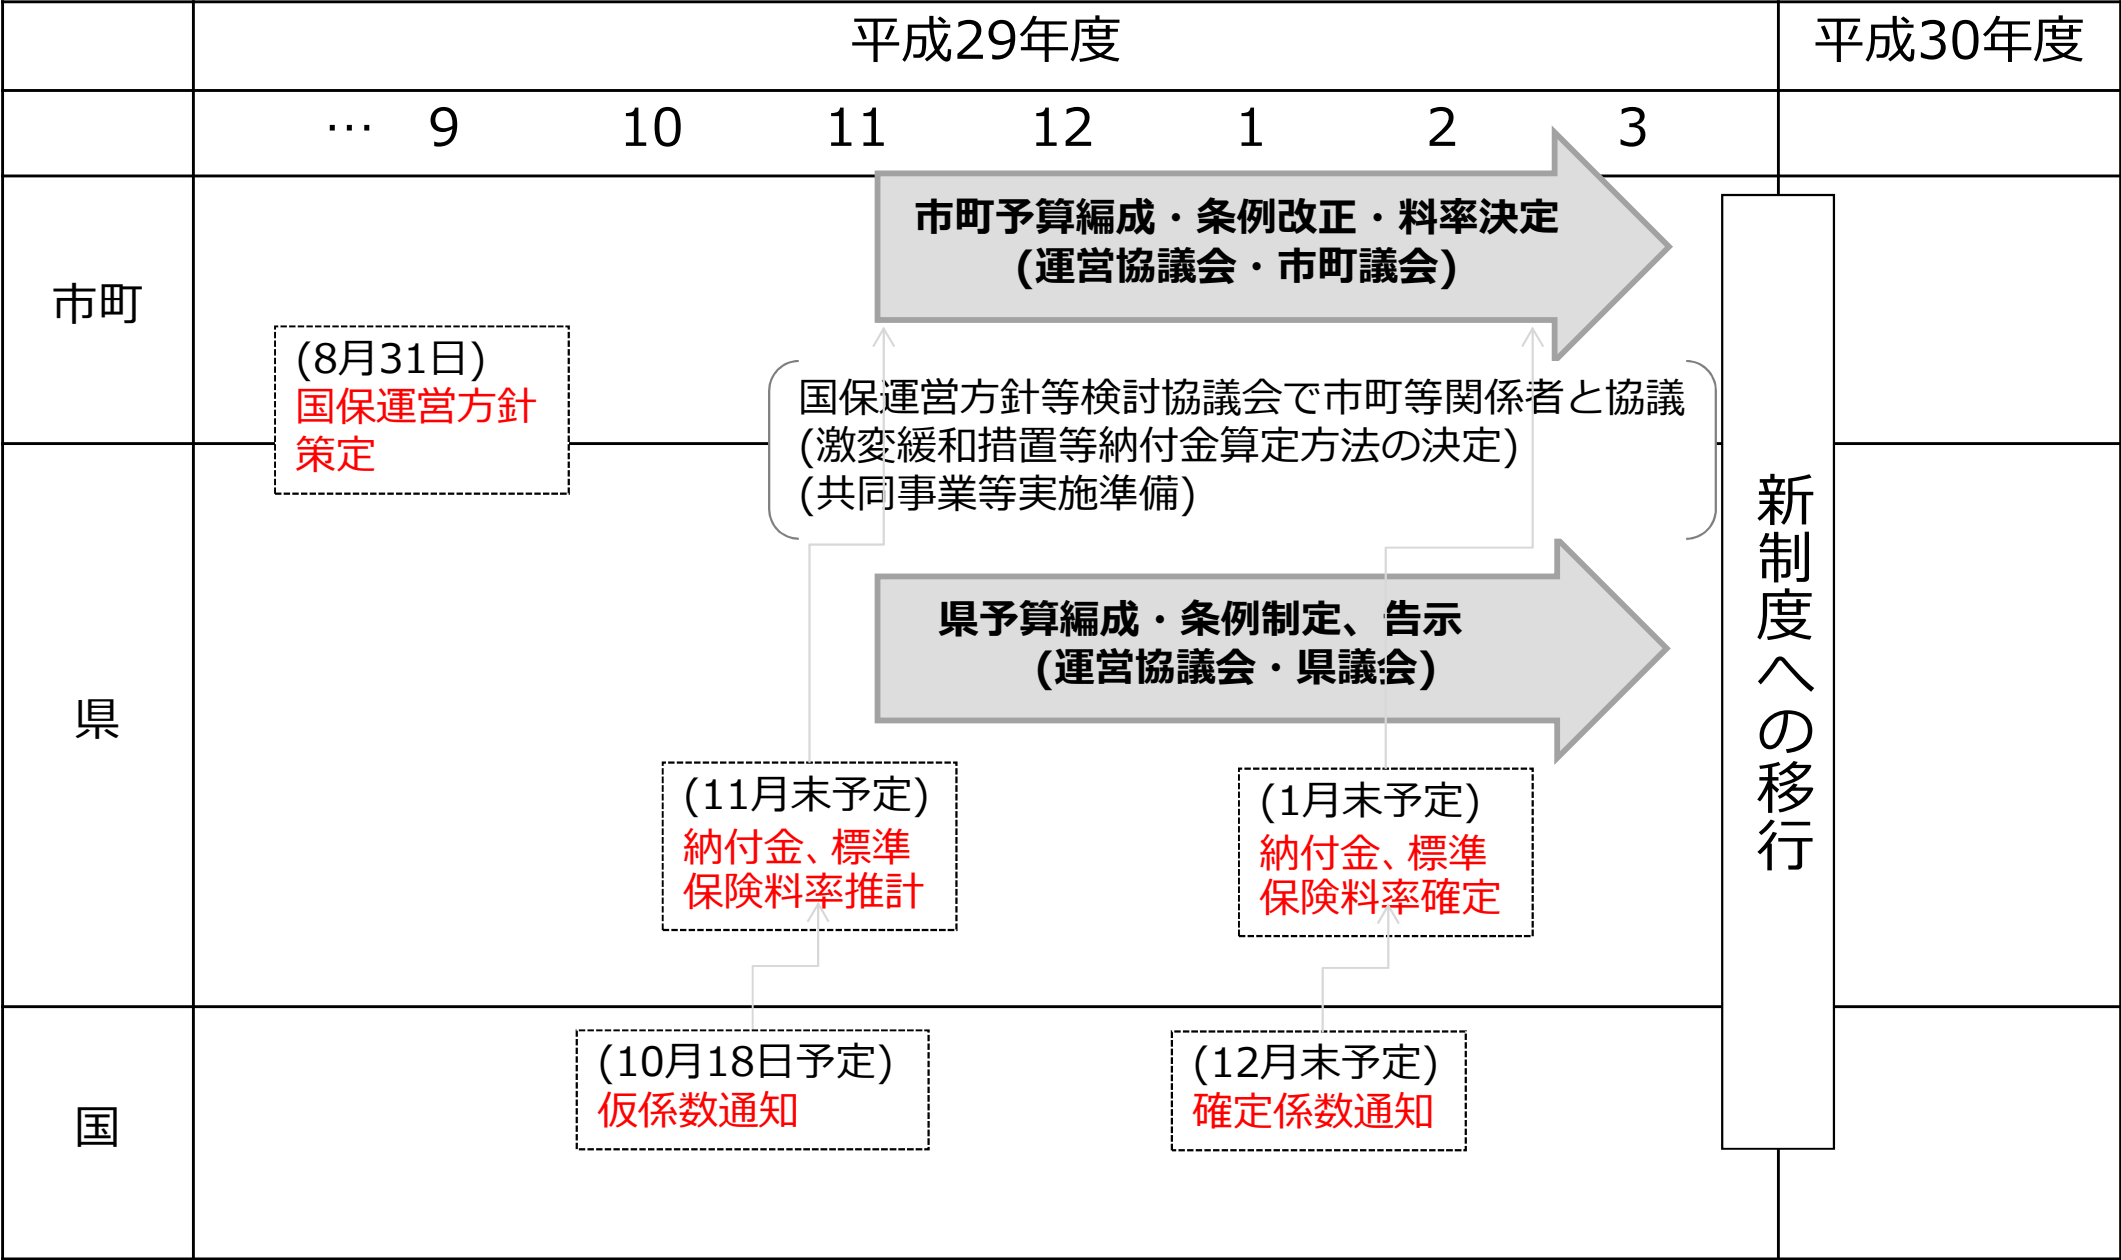 平成29年度
平成30年度
… 9 10 11 12 1 2 3
市町
市町予算編成・条例改正・料率決定
(運営協議会・市町議会)
(8月31日)
国保運営方針
策定
国保運営方針等検討協議会で市町等関係者と協議
(激変緩和措置等納付金算定方法の決定)
(共同事業等実施準備)
新制度への移行
県
県予算編成・条例制定、告示
(運営協議会・県議会)
(11月末予定)
納付金、標準
保険料率推計
(1月末予定)
納付金、標準
保険料率確定
国
(10月18日予定)
仮係数通知
(12月末予定)
確定係数通知